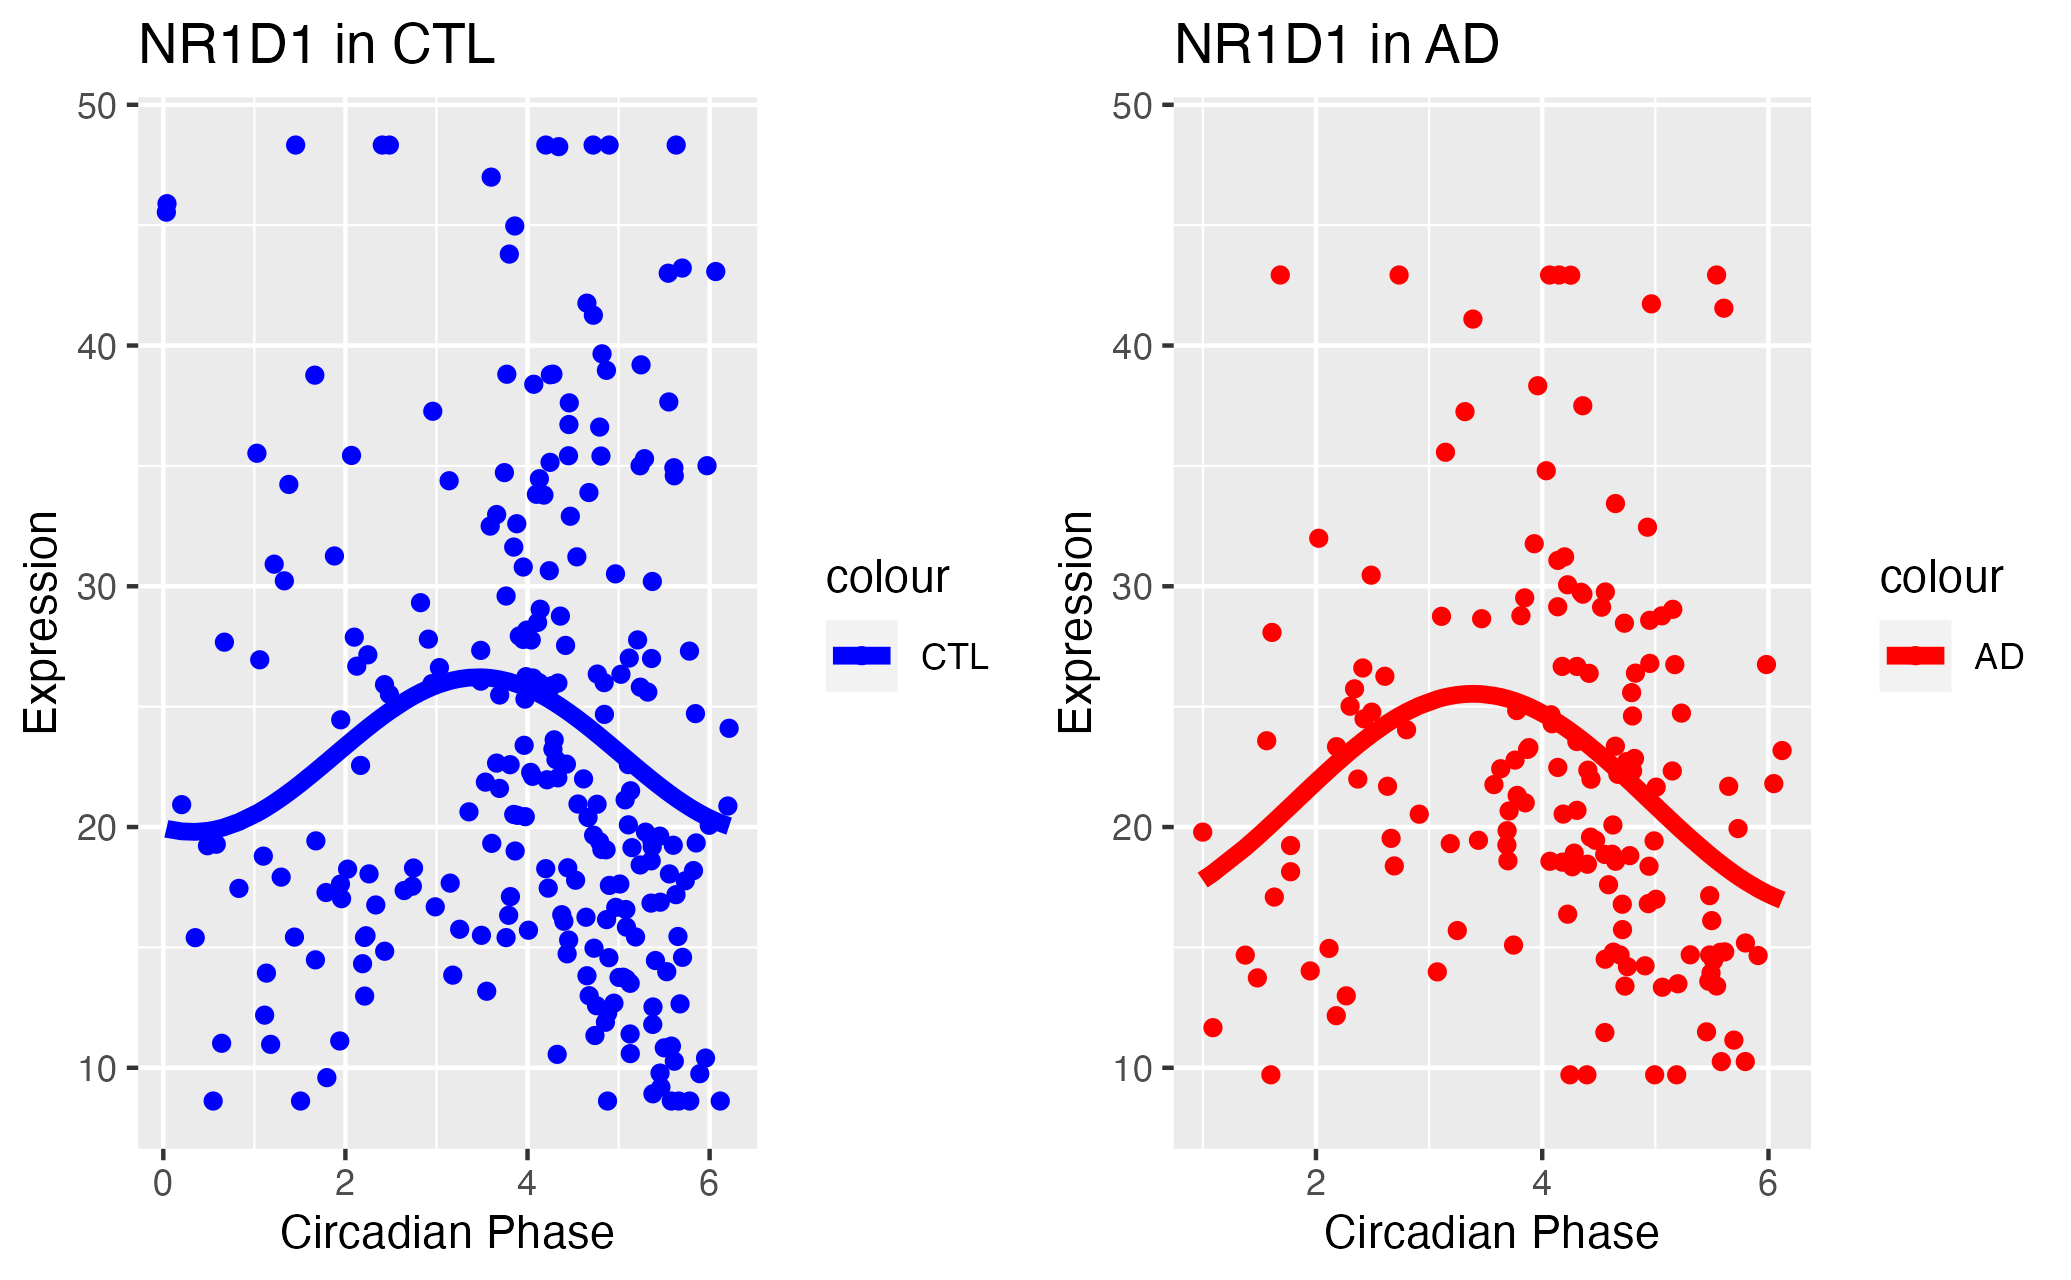 NR1D1 in CTL
50
40
30
20
10
Expression
0 2 4 6
Circadian Phase
colour
CTL
NR1D1 in AD
50
40
30
20
10
Expression
2 4 6
Circadian Phase
colour
AD